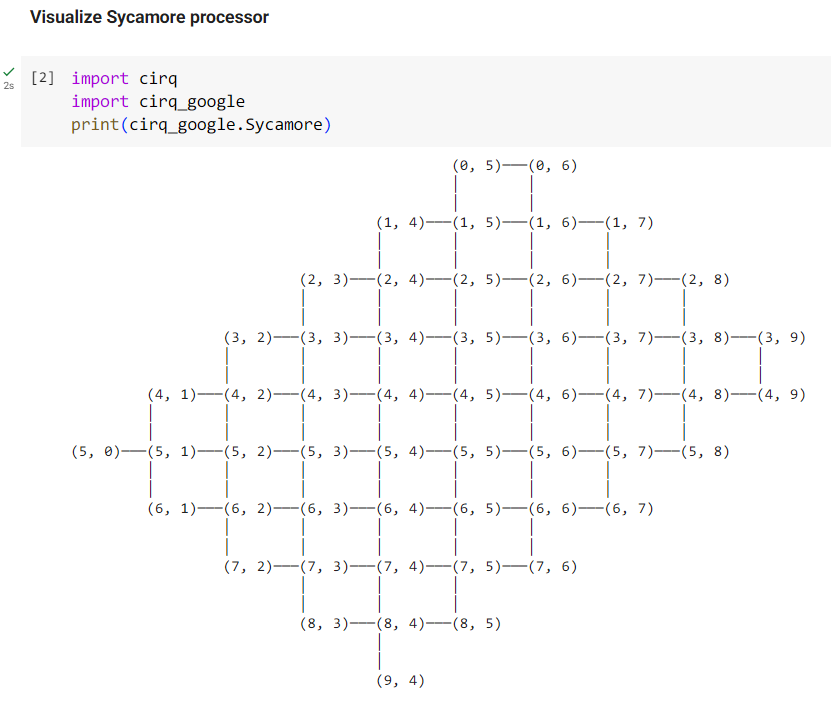 Visualize Sycamore processor
[2] import cirq
2s
import cirq_google
print(cirq_google.Sycamore)
(0, 5)───(0, 6)
(1, 4)───(1, 5)───(1, 6)───(1, 7)
(2, 3)───(2, 4)───(2, 5)───(2, 6)───(2, 7)───(2, 8)
(3, 2)───(3, 3)───(3, 4)───(3, 5)───(3, 6)───(3, 7)───(3, 8)───(3, 9)
(4, 1)───(4, 2)───(4, 3)───(4, 4)───(4, 5)───(4, 6)───(4, 7)───(4, 8)───(4, 9)
(5, 0)───(5, 1)───(5, 2)───(5, 3)───(5, 4)───(5, 5)───(5, 6)───(5, 7)───(5, 8)
(6, 1)───(6, 2)───(6, 3)───(6, 4)───(6, 5)───(6, 6)───(6, 7)
(7, 2)───(7, 3)───(7, 4)───(7, 5)───(7, 6)
(8, 3)───(8, 4)───(8, 5)
(9, 4)